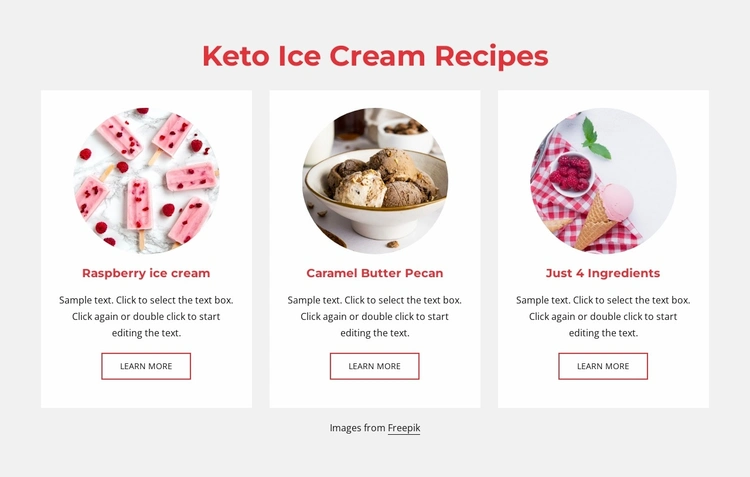 Keto Ice Cream Recipes
Raspberry ice cream
Sample text. Click to select the text box.
Click again or double click to start
editing the text.
LEARN MORE
Caramel Butter Pecan
Sample text. Click to select the text box.
Click again or double click to start
editing the text.
LEARN MORE
Just 4 Ingredients
Sample text. Click to select the text box.
Click again or double click to start
editing the text.
LEARN MORE
Images from Freepik